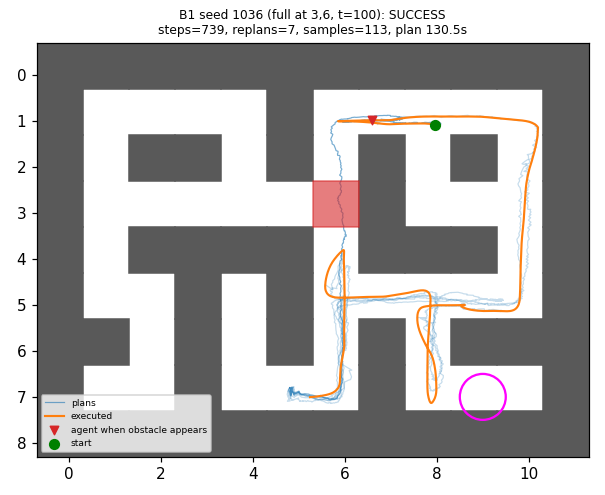 B1 seed 1036 (full at 3,6, t=100): SUCCESS
steps=739, replans=7, samples=113, plan 130.5s
0
1
2
3
4
5
6
7
8
plans
executed
agent when obstacle appears
start
0
2
4
6
8
10